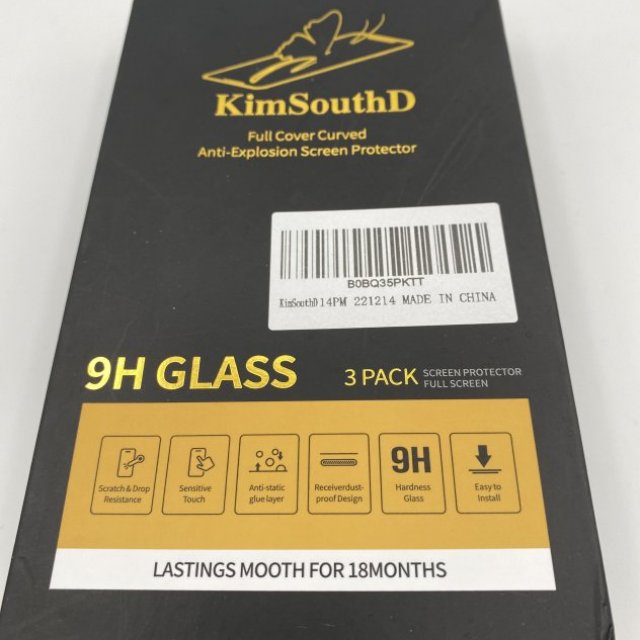 KimSouthD
Full Cover Curved
Anti-Explosion Screen Protector
B0BQ35PKTT
KimSouthD14PM 221214 MADE IN CHINA
9H GLASS
3 PACK
SCREEN PROTECTOR
FULL SCREEN
Scratch & Drop
Resistance
Sensitive
Touch
Anti-static
glue layer
Receiverdust-
proof Design
9H
Hardness
Glass
Easy to
Install
LASTINGS MOOTH FOR 18MONTHS